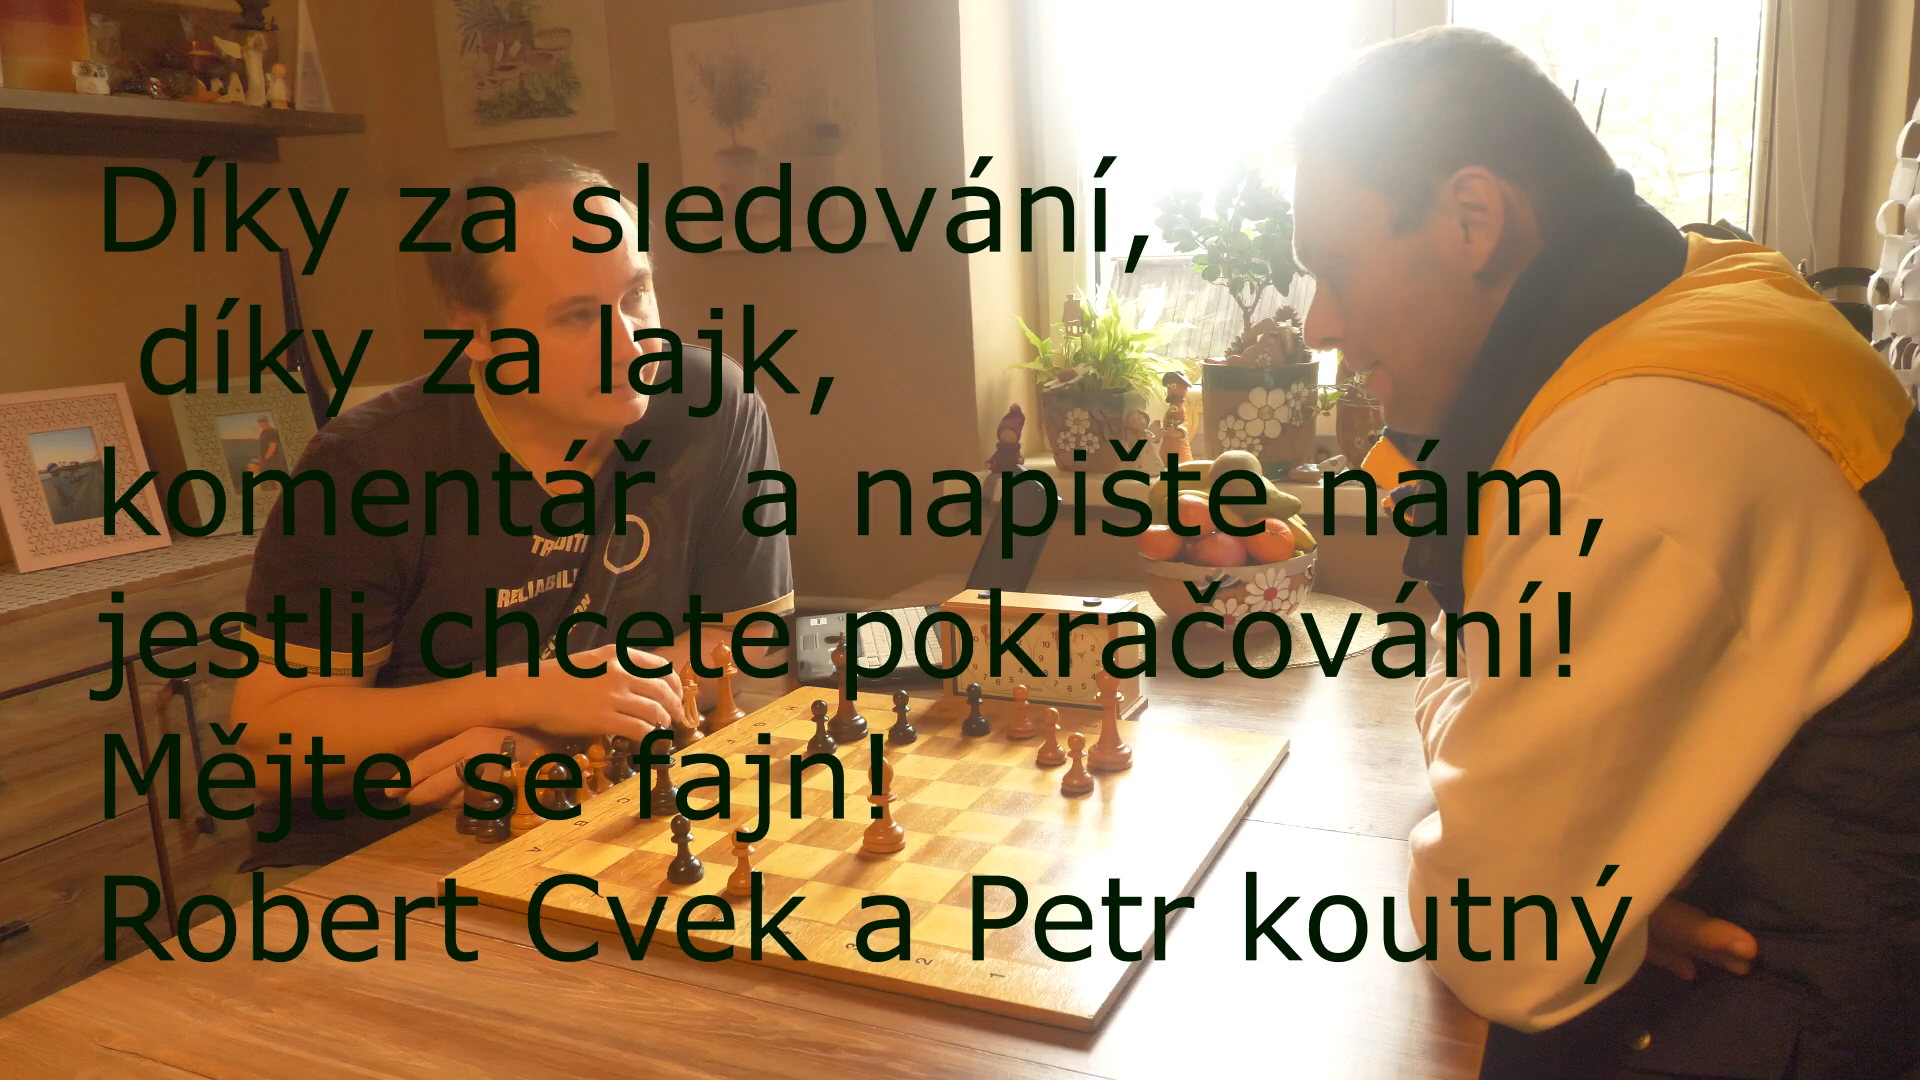 Díky za sledování,
díky za lajk,
komentář a napište nám,
jestli chcete pokračování!
Mějte se fajn!
Robert Cvek a Petr koutný
RELIABIL